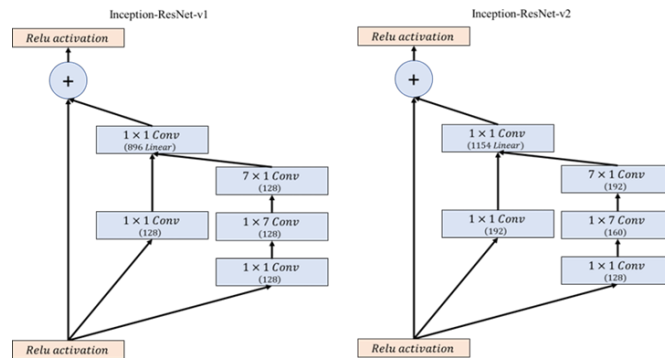 Inception-ResNet-v1
Relu activation
+
1 × 1 Conv
(896 Linear)
7 × 1 Conv
(128)
1 × 1 Conv
(128)
1 × 7 Conv
(128)
1 × 1 Conv
(128)
Relu activation
Inception-ResNet-v2
Relu activation
+
1 × 1 Conv
(1154 Linear)
7 × 1 Conv
(192)
1 × 1 Conv
(192)
1 × 7 Conv
(160)
1 × 1 Conv
(128)
Relu activation